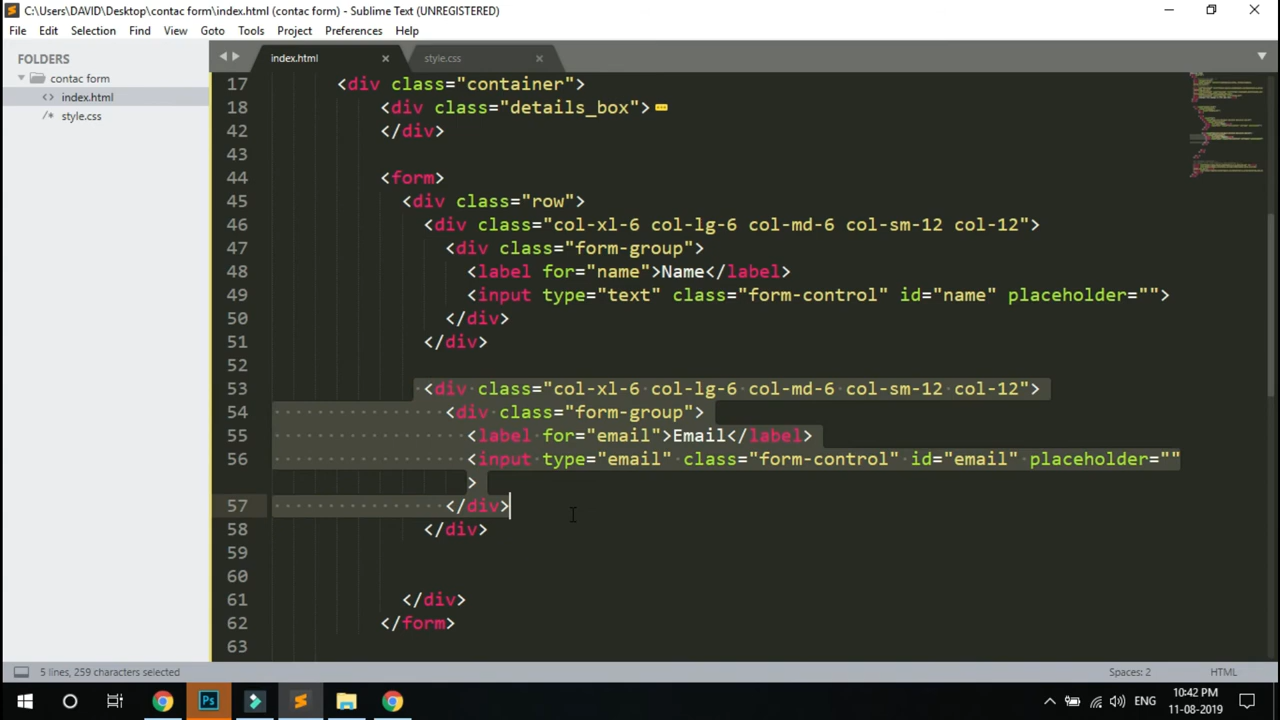 C:\Users\DAVID\Desktop\contac form\index.html (contac form) - Sublime Text (UNREGISTERED)
File Edit Selection Find View Goto Tools Project Preferences Help
FOLDERS
contac form
<> index.html
/* style.css
index.html × style.css ×
17 <div class="container">
18 <div class="details_box">
42 </div>
43
44 <form>
45 <div class="row">
46 <div class="col-xl-6 col-lg-6 col-md-6 col-sm-12 col-12">
47 <div class="form-group">
48 <label for="name">Name</label>
49 <input type="text" class="form-control" id="name" placeholder="">
50 </div>
51 </div>
52
53 <div class="col-xl-6 col-lg-6 col-md-6 col-sm-12 col-12">
54 <div class="form-group">
55 <label for="email">Email</label>
56 <input type="email" class="form-control" id="email" placeholder=""
>
57 </div>
58 </div>
59
60
61 </div>
62 </form>
63
5 lines, 259 characters selected Spaces: 2 HTML
Ps ENG 10:42 PM
11-08-2019